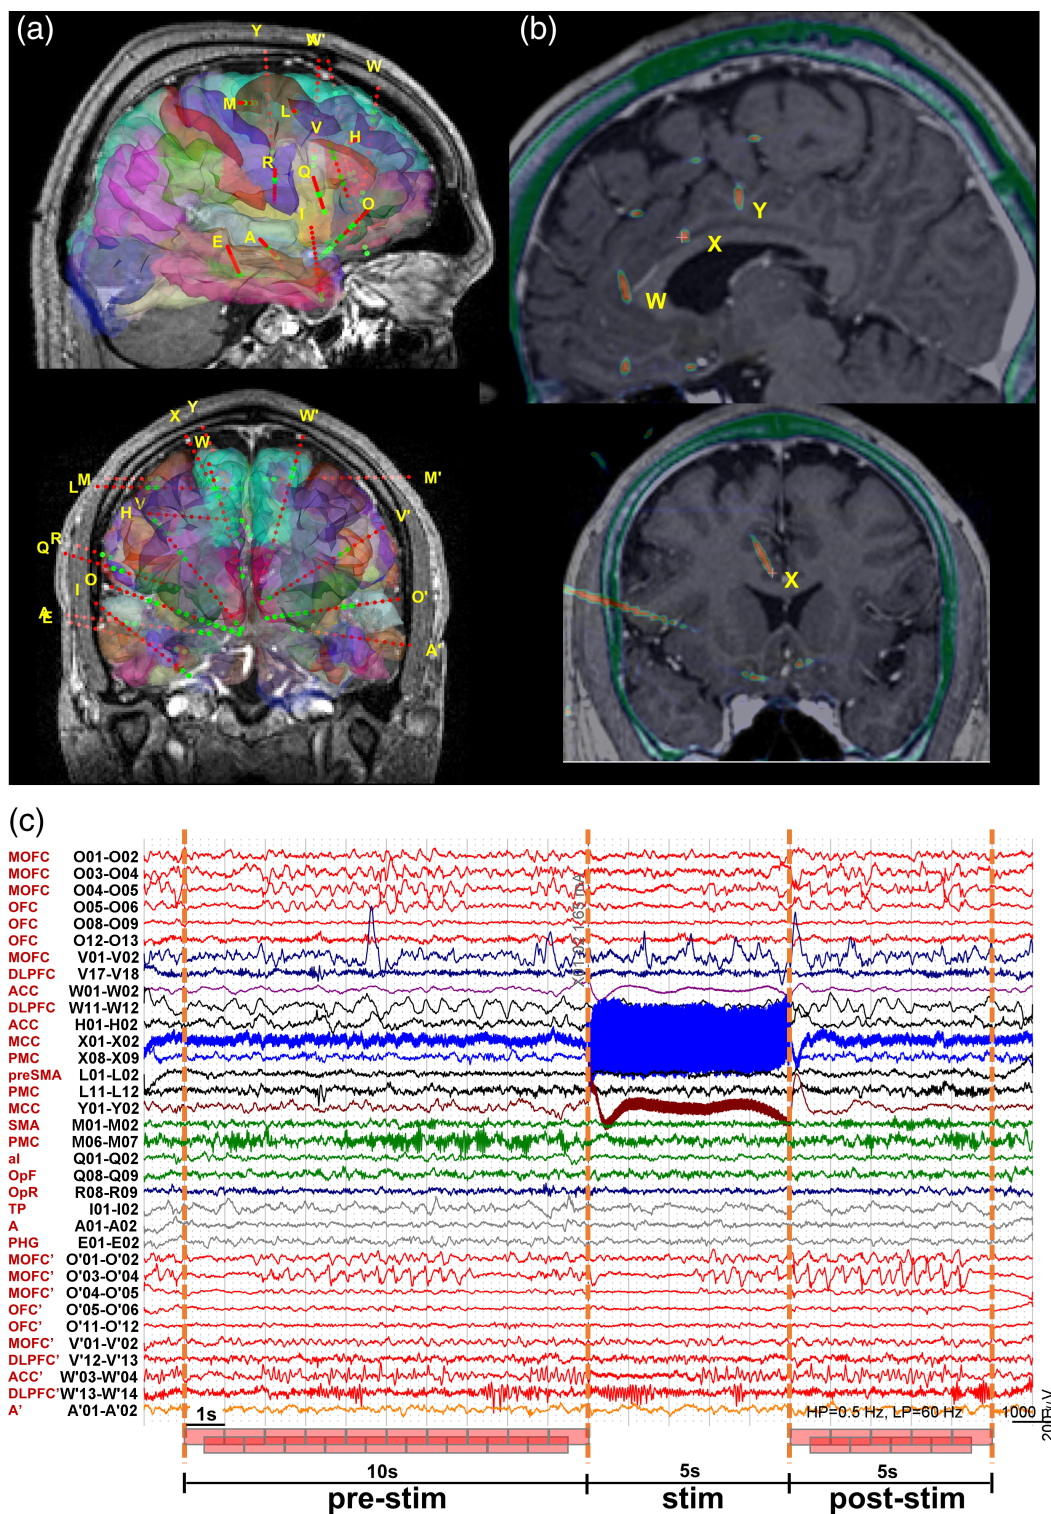 (a)
Y
W'
W
M
L
V
H
R
Q
O
I
A
E
(b)
Y
X
W
Y
X
W'
W
M
L
M'
V
H
V'
R
Q
O
I
O'
A
E
A'
X
(c)
X01-02 1.65 mA
MOFC O01-O02
MOFC O03-O04
MOFC O04-O05
OFC O05-O06
OFC O08-O09
OFC O12-O13
MOFC V01-V02
DLPFC V17-V18
ACC W01-W02
DLPFC W11-W12
ACC H01-H02
MCC X01-X02
PMC X08-X09
preSMA L01-L02
PMC L11-L12
MCC Y01-Y02
SMA M01-M02
PMC M06-M07
aI Q01-Q02
OpF Q08-Q09
OpR R08-R09
TP I01-I02
A A01-A02
PHG E01-E02
MOFC' O'01-O'02
MOFC' O'03-O'04
MOFC' O'04-O'05
OFC' O'05-O'06
OFC' O'11-O'12
MOFC' V'01-V'02
DLPFC' V'12-V'13
ACC' W'03-W'04
DLPFC' W'13-W'14
A' A'01-A'02
1s
HP=0.5 Hz, LP=60 Hz
1000
10s
5s
5s
pre-stim
stim
post-stim